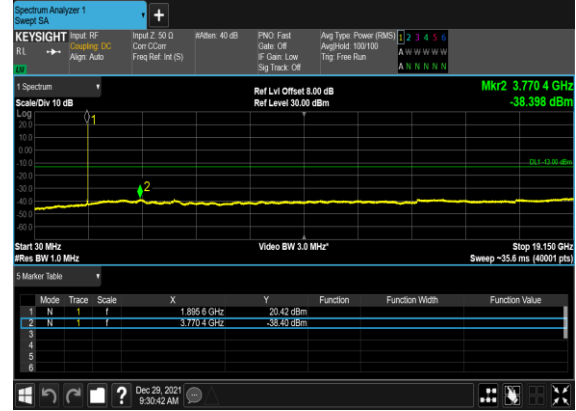 Spectrum Analyzer 1
Swept SA
+
KEYSIGHT Input: RF Input Z: 50 Ω #Atten: 40 dB PNO: Fast Avg Type: Power (RMS) 1 2 3 4 5 6
RL Coupling: DC Corr CCorr Gate: Off Avg|Hold: 100/100 A W W W W W
Align: Auto Freq Ref: Int (S) IF Gain: Low Trig: Free Run
Sig Track: Off A N N N N N
1 Spectrum Ref Lvl Offset 8.00 dB Mkr2 3.770 4 GHz
Scale/Div 10 dB Ref Level 30.00 dBm -38.398 dBm
Log
1
20.0
10.0
0.00
-10.0
DL1 -13.00 dBm
-20.0
-30.0
2
-40.0
-50.0
-60.0
Start 30 MHz Video BW 3.0 MHz* Stop 19.150 GHz
#Res BW 1.0 MHz Sweep ~35.6 ms (40001 pts)
5 Marker Table
Mode Trace Scale X Y Function Function Width Function Value
1 N 1 f 1.895 6 GHz 20.42 dBm
2 N 1 f 3.770 4 GHz -38.40 dBm
3
4
5
6
? Dec 29, 2021
9:30:42 AM